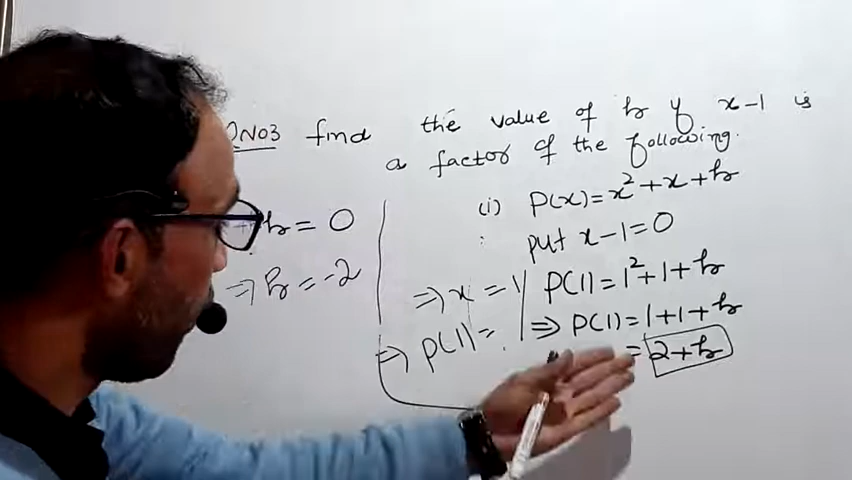 QNO3 find the value of k if x-1 is
a factor of the following.
(i) P(x)=x²+x+k
: put x-1=0
⇒ x = 1
P(1)=1²+1+k
⇒ P(1)=1+1+k
= 2+k
⇒ P(1)=
k = 0
⇒ k = -2